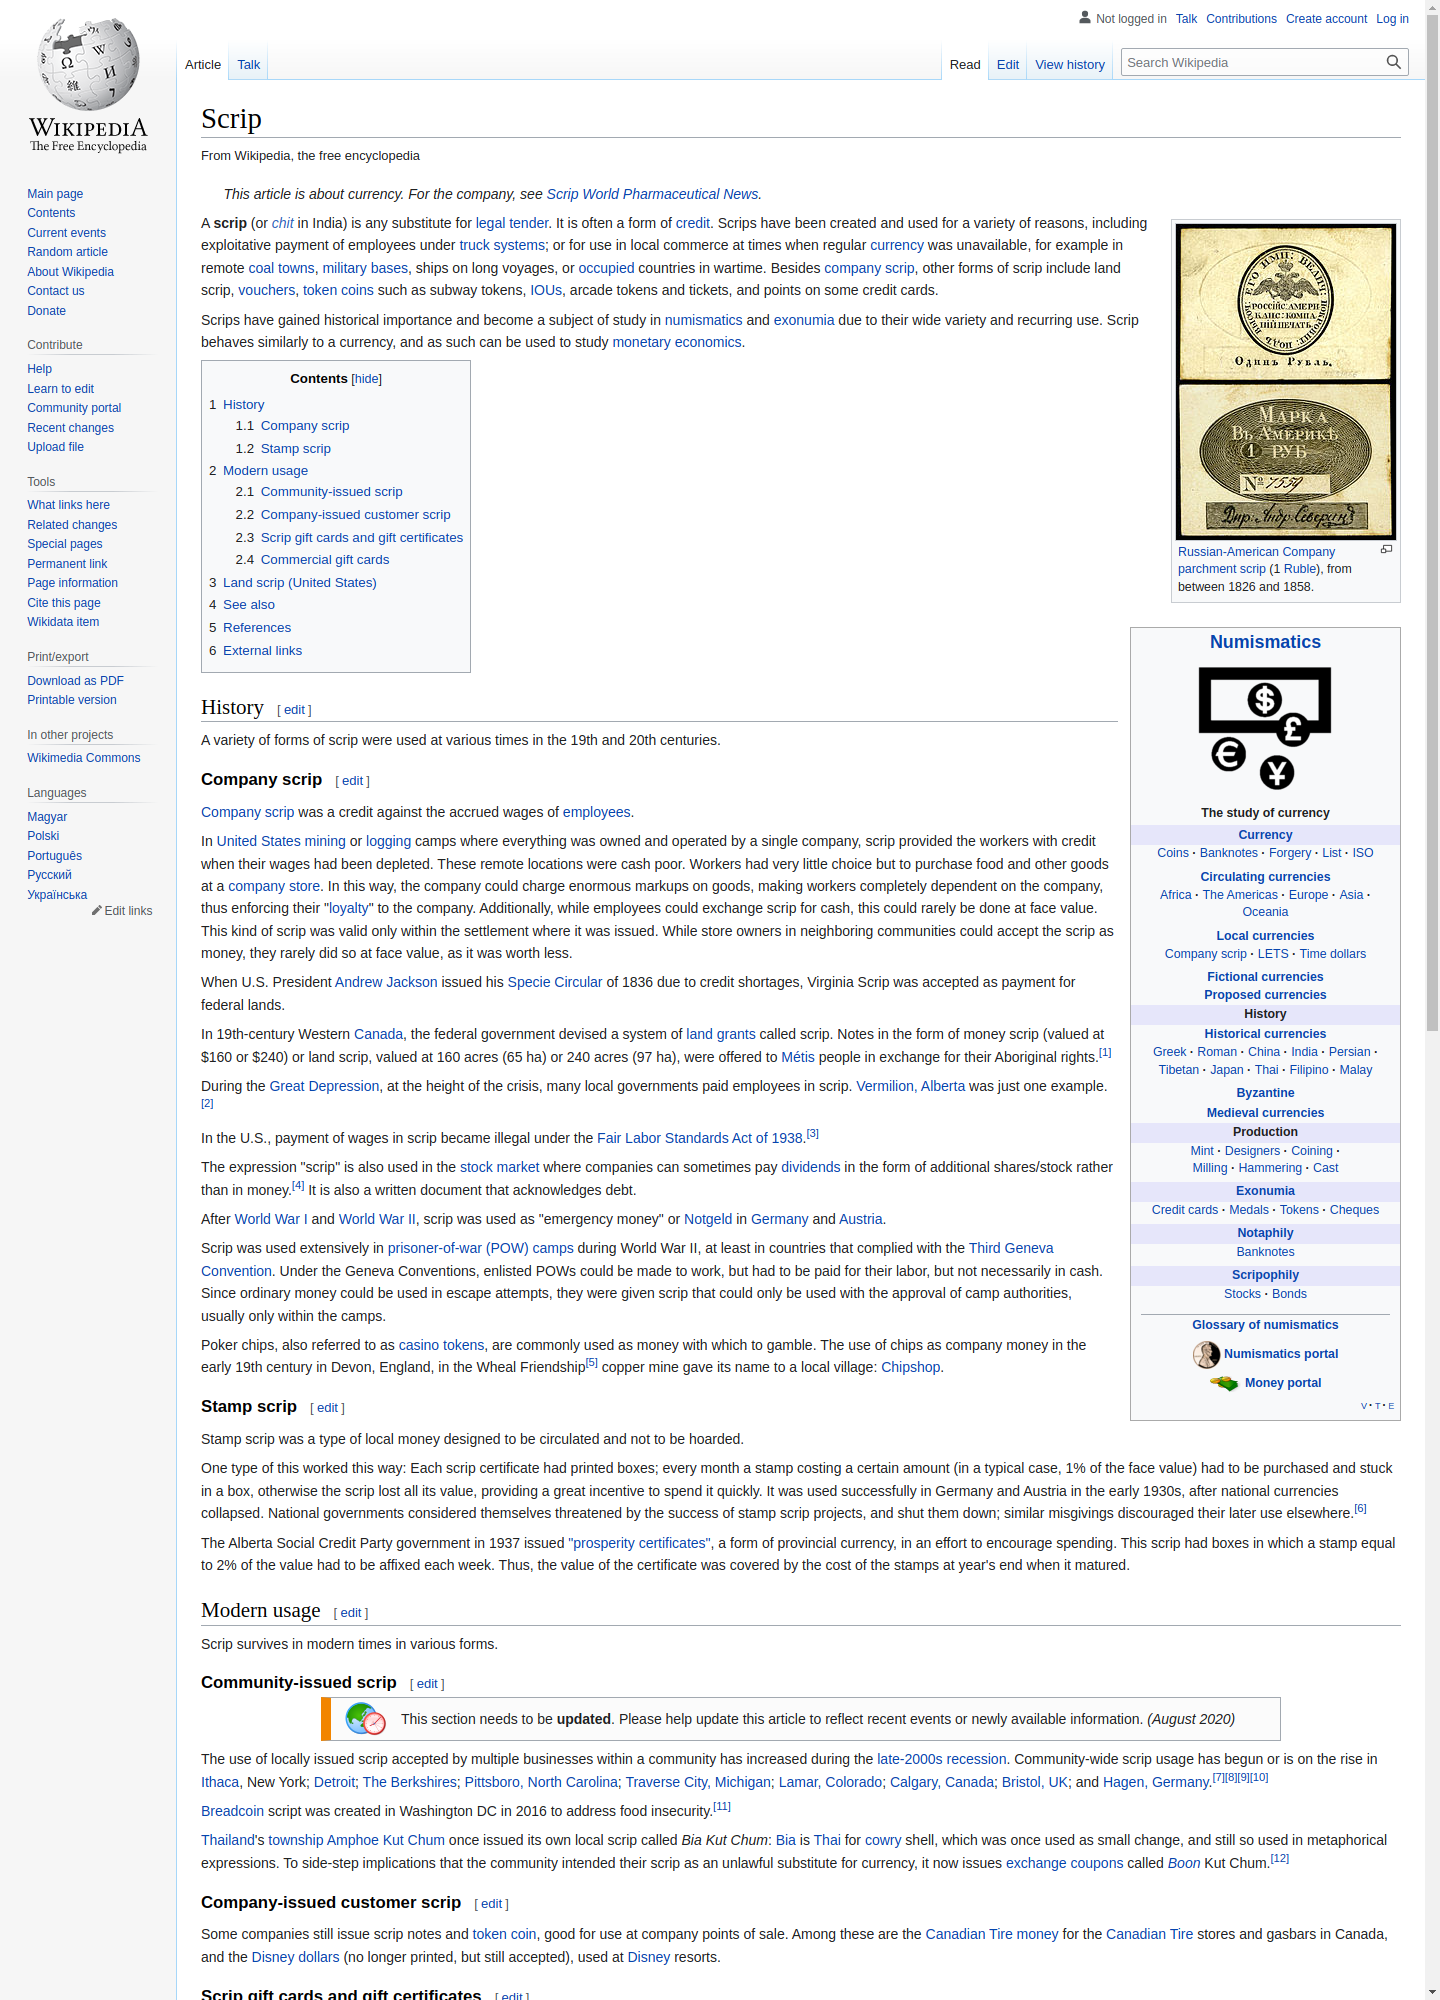 Not logged in Talk Contributions Create account Log in
Article Talk Read Edit View history Search Wikipedia
WIKIPEDIA
The Free Encyclopedia
Main page
Contents
Current events
Random article
About Wikipedia
Contact us
Donate
Contribute
Help
Learn to edit
Community portal
Recent changes
Upload file
Tools
What links here
Related changes
Special pages
Permanent link
Page information
Cite this page
Wikidata item
Print/export
Download as PDF
Printable version
In other projects
Wikimedia Commons
Languages
Magyar
Polski
Português
Русский
Українська
Edit links
Scrip
From Wikipedia, the free encyclopedia
This article is about currency. For the company, see Scrip World Pharmaceutical News.
A scrip (or chit in India) is any substitute for legal tender. It is often a form of credit. Scrips have been created and used for a variety of reasons, including
exploitative payment of employees under truck systems; or for use in local commerce at times when regular currency was unavailable, for example in
remote coal towns, military bases, ships on long voyages, or occupied countries in wartime. Besides company scrip, other forms of scrip include land
scrip, vouchers, token coins such as subway tokens, IOUs, arcade tokens and tickets, and points on some credit cards.
Scrips have gained historical importance and become a subject of study in numismatics and exonumia due to their wide variety and recurring use. Scrip
behaves similarly to a currency, and as such can be used to study monetary economics.
Contents [hide]
1 History
1.1 Company scrip
1.2 Stamp scrip
2 Modern usage
2.1 Community-issued scrip
2.2 Company-issued customer scrip
2.3 Scrip gift cards and gift certificates
2.4 Commercial gift cards
3 Land scrip (United States)
4 See also
5 References
6 External links
РОССІЙС: АМЕРИ
КАНС: КОМПА
НІЙ ПЕЧАТЬ
Одинъ Рубль.
МАРКА
Въ Америкѣ
1 РУБ
№ 7559
Russian-American Company
parchment scrip (1 Ruble), from
between 1826 and 1858.
Numismatics
$
£
€
¥
The study of currency
Currency
Coins · Banknotes · Forgery · List · ISO
Circulating currencies
Africa · The Americas · Europe · Asia ·
Oceania
Local currencies
Company scrip · LETS · Time dollars
Fictional currencies
Proposed currencies
History
Historical currencies
Greek · Roman · China · India · Persian ·
Tibetan · Japan · Thai · Filipino · Malay
Byzantine
Medieval currencies
Production
Mint · Designers · Coining ·
Milling · Hammering · Cast
Exonumia
Credit cards · Medals · Tokens · Cheques
Notaphily
Banknotes
Scripophily
Stocks · Bonds
Glossary of numismatics
Numismatics portal
Money portal
V · T · E
History [ edit ]
A variety of forms of scrip were used at various times in the 19th and 20th centuries.
Company scrip [ edit ]
Company scrip was a credit against the accrued wages of employees.
In United States mining or logging camps where everything was owned and operated by a single company, scrip provided the workers with credit
when their wages had been depleted. These remote locations were cash poor. Workers had very little choice but to purchase food and other goods
at a company store. In this way, the company could charge enormous markups on goods, making workers completely dependent on the company,
thus enforcing their "loyalty" to the company. Additionally, while employees could exchange scrip for cash, this could rarely be done at face value.
This kind of scrip was valid only within the settlement where it was issued. While store owners in neighboring communities could accept the scrip as
money, they rarely did so at face value, as it was worth less.
When U.S. President Andrew Jackson issued his Specie Circular of 1836 due to credit shortages, Virginia Scrip was accepted as payment for
federal lands.
In 19th-century Western Canada, the federal government devised a system of land grants called scrip. Notes in the form of money scrip (valued at
$160 or $240) or land scrip, valued at 160 acres (65 ha) or 240 acres (97 ha), were offered to Métis people in exchange for their Aboriginal rights.[1]
During the Great Depression, at the height of the crisis, many local governments paid employees in scrip. Vermilion, Alberta was just one example.
[2]
In the U.S., payment of wages in scrip became illegal under the Fair Labor Standards Act of 1938.[3]
The expression "scrip" is also used in the stock market where companies can sometimes pay dividends in the form of additional shares/stock rather
than in money.[4] It is also a written document that acknowledges debt.
After World War I and World War II, scrip was used as "emergency money" or Notgeld in Germany and Austria.
Scrip was used extensively in prisoner-of-war (POW) camps during World War II, at least in countries that complied with the Third Geneva
Convention. Under the Geneva Conventions, enlisted POWs could be made to work, but had to be paid for their labor, but not necessarily in cash.
Since ordinary money could be used in escape attempts, they were given scrip that could only be used with the approval of camp authorities,
usually only within the camps.
Poker chips, also referred to as casino tokens, are commonly used as money with which to gamble. The use of chips as company money in the
early 19th century in Devon, England, in the Wheal Friendship[5] copper mine gave its name to a local village: Chipshop.
Stamp scrip [ edit ]
Stamp scrip was a type of local money designed to be circulated and not to be hoarded.
One type of this worked this way: Each scrip certificate had printed boxes; every month a stamp costing a certain amount (in a typical case, 1% of the face value) had to be purchased and stuck
in a box, otherwise the scrip lost all its value, providing a great incentive to spend it quickly. It was used successfully in Germany and Austria in the early 1930s, after national currencies
collapsed. National governments considered themselves threatened by the success of stamp scrip projects, and shut them down; similar misgivings discouraged their later use elsewhere.[6]
The Alberta Social Credit Party government in 1937 issued "prosperity certificates", a form of provincial currency, in an effort to encourage spending. This scrip had boxes in which a stamp equal
to 2% of the value had to be affixed each week. Thus, the value of the certificate was covered by the cost of the stamps at year's end when it matured.
Modern usage [ edit ]
Scrip survives in modern times in various forms.
Community-issued scrip [ edit ]
This section needs to be updated. Please help update this article to reflect recent events or newly available information. (August 2020)
The use of locally issued scrip accepted by multiple businesses within a community has increased during the late-2000s recession. Community-wide scrip usage has begun or is on the rise in
Ithaca, New York; Detroit; The Berkshires; Pittsboro, North Carolina; Traverse City, Michigan; Lamar, Colorado; Calgary, Canada; Bristol, UK; and Hagen, Germany.[7][8][9][10]
Breadcoin script was created in Washington DC in 2016 to address food insecurity.[11]
Thailand's township Amphoe Kut Chum once issued its own local scrip called Bia Kut Chum: Bia is Thai for cowry shell, which was once used as small change, and still so used in metaphorical
expressions. To side-step implications that the community intended their scrip as an unlawful substitute for currency, it now issues exchange coupons called Boon Kut Chum.[12]
Company-issued customer scrip [ edit ]
Some companies still issue scrip notes and token coin, good for use at company points of sale. Among these are the Canadian Tire money for the Canadian Tire stores and gasbars in Canada,
and the Disney dollars (no longer printed, but still accepted), used at Disney resorts.
Scrip gift cards and gift certificates [ edit ]